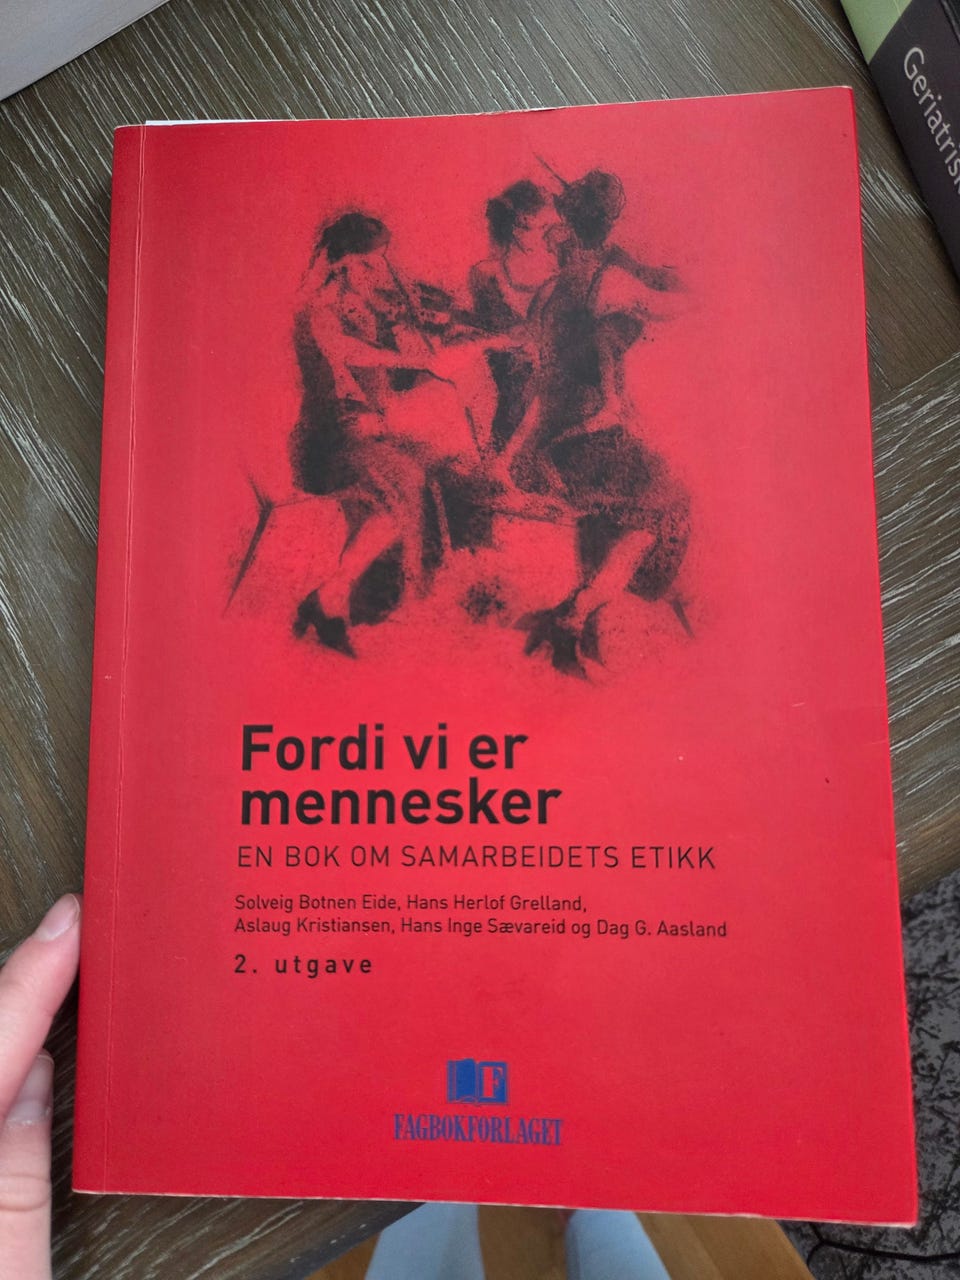 Geriatrisk
Fordi vi er
mennesker
EN BOK OM SAMARBEIDETS ETIKK
Solveig Botnen Eide, Hans Herlof Grelland,
Aslaug Kristiansen, Hans Inge Sævareid og Dag G. Aasland
2. utgave
F
FAGBOKFORLAGET